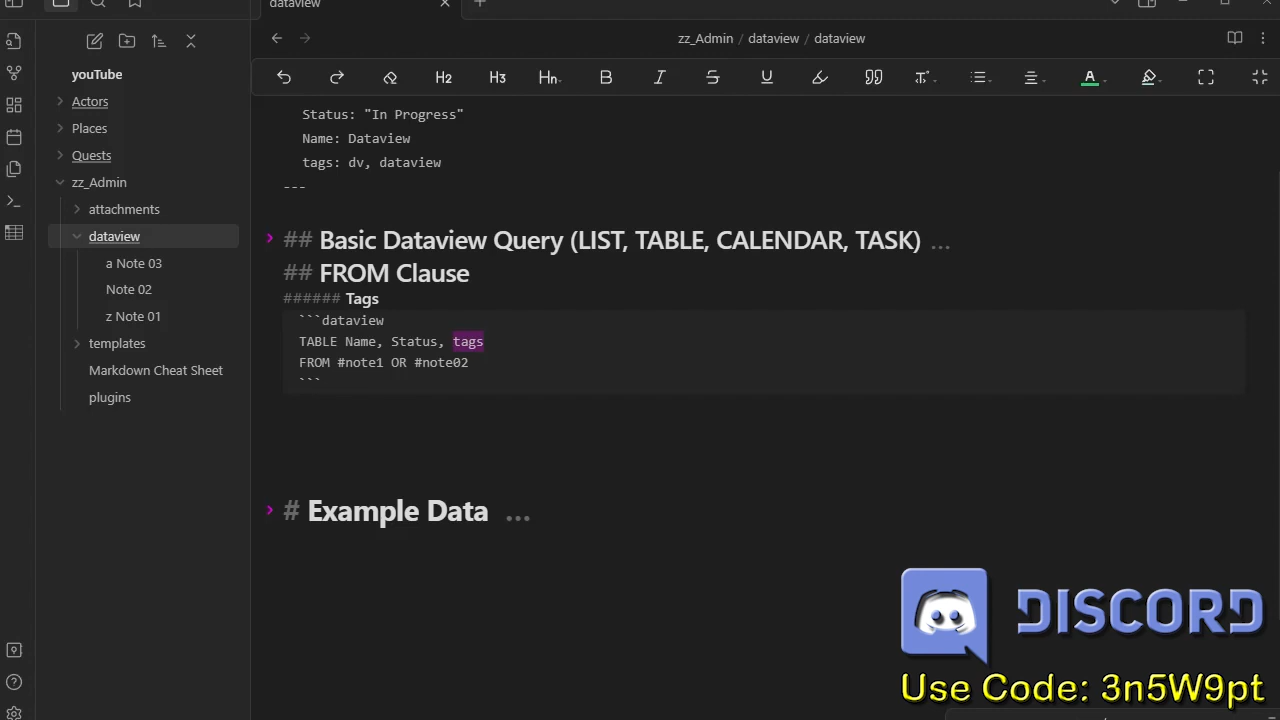 dataview
zz_Admin / dataview / dataview
youTube
Actors
Places
Quests
zz_Admin
attachments
dataview
a Note 03
Note 02
z Note 01
templates
Markdown Cheat Sheet
plugins
H2 H3 Hn B I S U A
Status: "In Progress"
Name: Dataview
tags: dv, dataview
---
## Basic Dataview Query (LIST, TABLE, CALENDAR, TASK) ...
## FROM Clause
###### Tags
```dataview
TABLE Name, Status, tags
FROM #note1 OR #note02
```
# Example Data ...
DISCORD
Use Code: 3n5W9pt